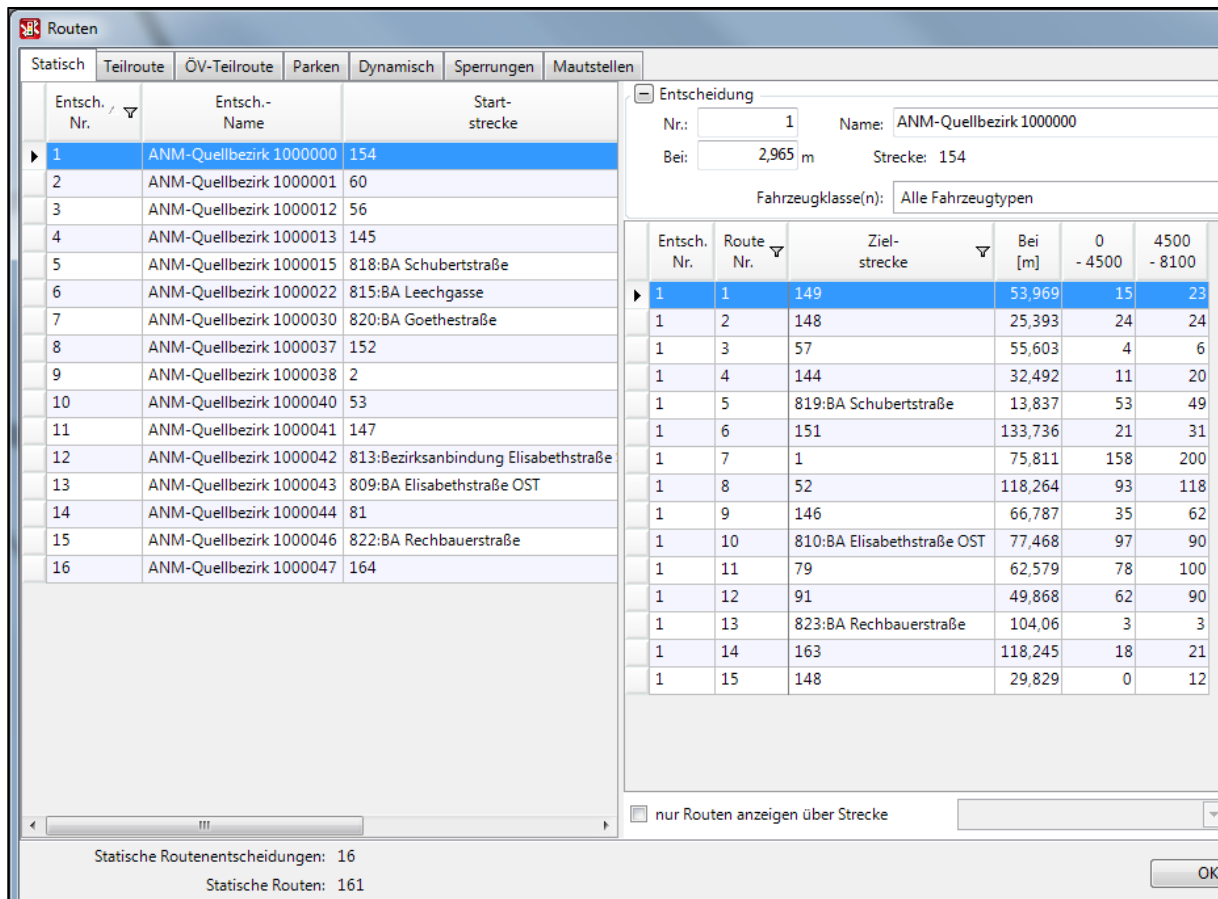 Routen
Statisch Teilroute ÖV-Teilroute Parken Dynamisch Sperrungen Mautstellen
Entsch. Nr. Entsch.-Name Start-strecke
1 ANM-Quellbezirk 1000000 154
2 ANM-Quellbezirk 1000001 60
3 ANM-Quellbezirk 1000012 56
4 ANM-Quellbezirk 1000013 145
5 ANM-Quellbezirk 1000015 818:BA Schubertstraße
6 ANM-Quellbezirk 1000022 815:BA Leechgasse
7 ANM-Quellbezirk 1000030 820:BA Goethestraße
8 ANM-Quellbezirk 1000037 152
9 ANM-Quellbezirk 1000038 2
10 ANM-Quellbezirk 1000040 53
11 ANM-Quellbezirk 1000041 147
12 ANM-Quellbezirk 1000042 813:Bezirksanbindung Elisabethstraße
13 ANM-Quellbezirk 1000043 809:BA Elisabethstraße OST
14 ANM-Quellbezirk 1000044 81
15 ANM-Quellbezirk 1000046 822:BA Rechbauerstraße
16 ANM-Quellbezirk 1000047 164
Entscheidung
Nr.: 1 Name: ANM-Quellbezirk 1000000
Bei: 2,965 m Strecke: 154
Fahrzeugklasse(n): Alle Fahrzeugtypen
Entsch. Nr. Route Nr. Ziel-strecke Bei [m] 0 - 4500 4500 - 8100
1 1 149 53,969 15 23
1 2 148 25,393 24 24
1 3 57 55,603 4 6
1 4 144 32,492 11 20
1 5 819:BA Schubertstraße 13,837 53 49
1 6 151 133,736 21 31
1 7 1 75,811 158 200
1 8 52 118,264 93 118
1 9 146 66,787 35 62
1 10 810:BA Elisabethstraße OST 77,468 97 90
1 11 79 62,579 78 100
1 12 91 49,868 62 90
1 13 823:BA Rechbauerstraße 104,06 3 3
1 14 163 118,245 18 21
1 15 148 29,829 0 12
nur Routen anzeigen über Strecke
Statische Routenentscheidungen: 16
Statische Routen: 161
OK